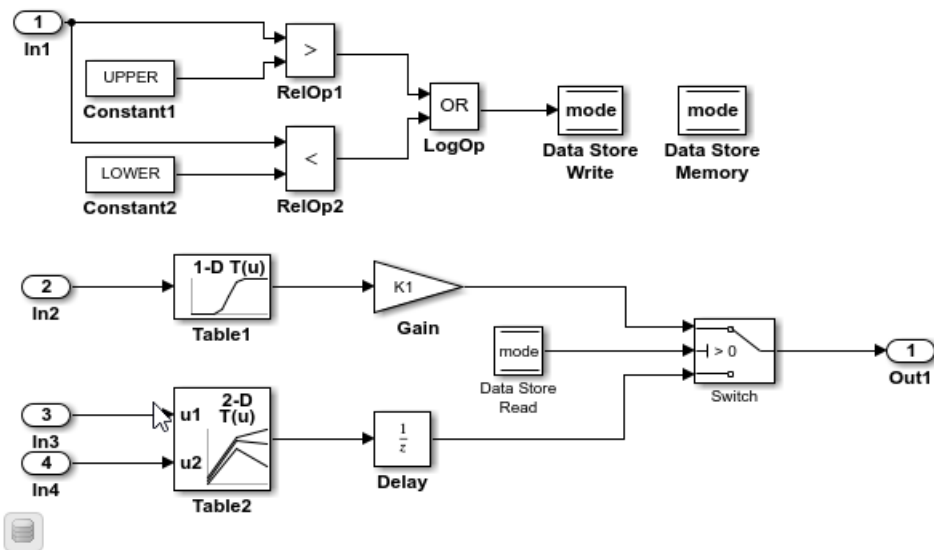 1
In1
UPPER
Constant1
>
RelOp1
LOWER
Constant2
<
RelOp2
OR
LogOp
mode
Data Store
Write
mode
Data Store
Memory
2
In2
1-D T(u)
Table1
K1
Gain
mode
Data Store
Read
> 0
Switch
1
Out1
3
In3
4
In4
u1
u2
2-D
T(u)
Table2
1
z
Delay